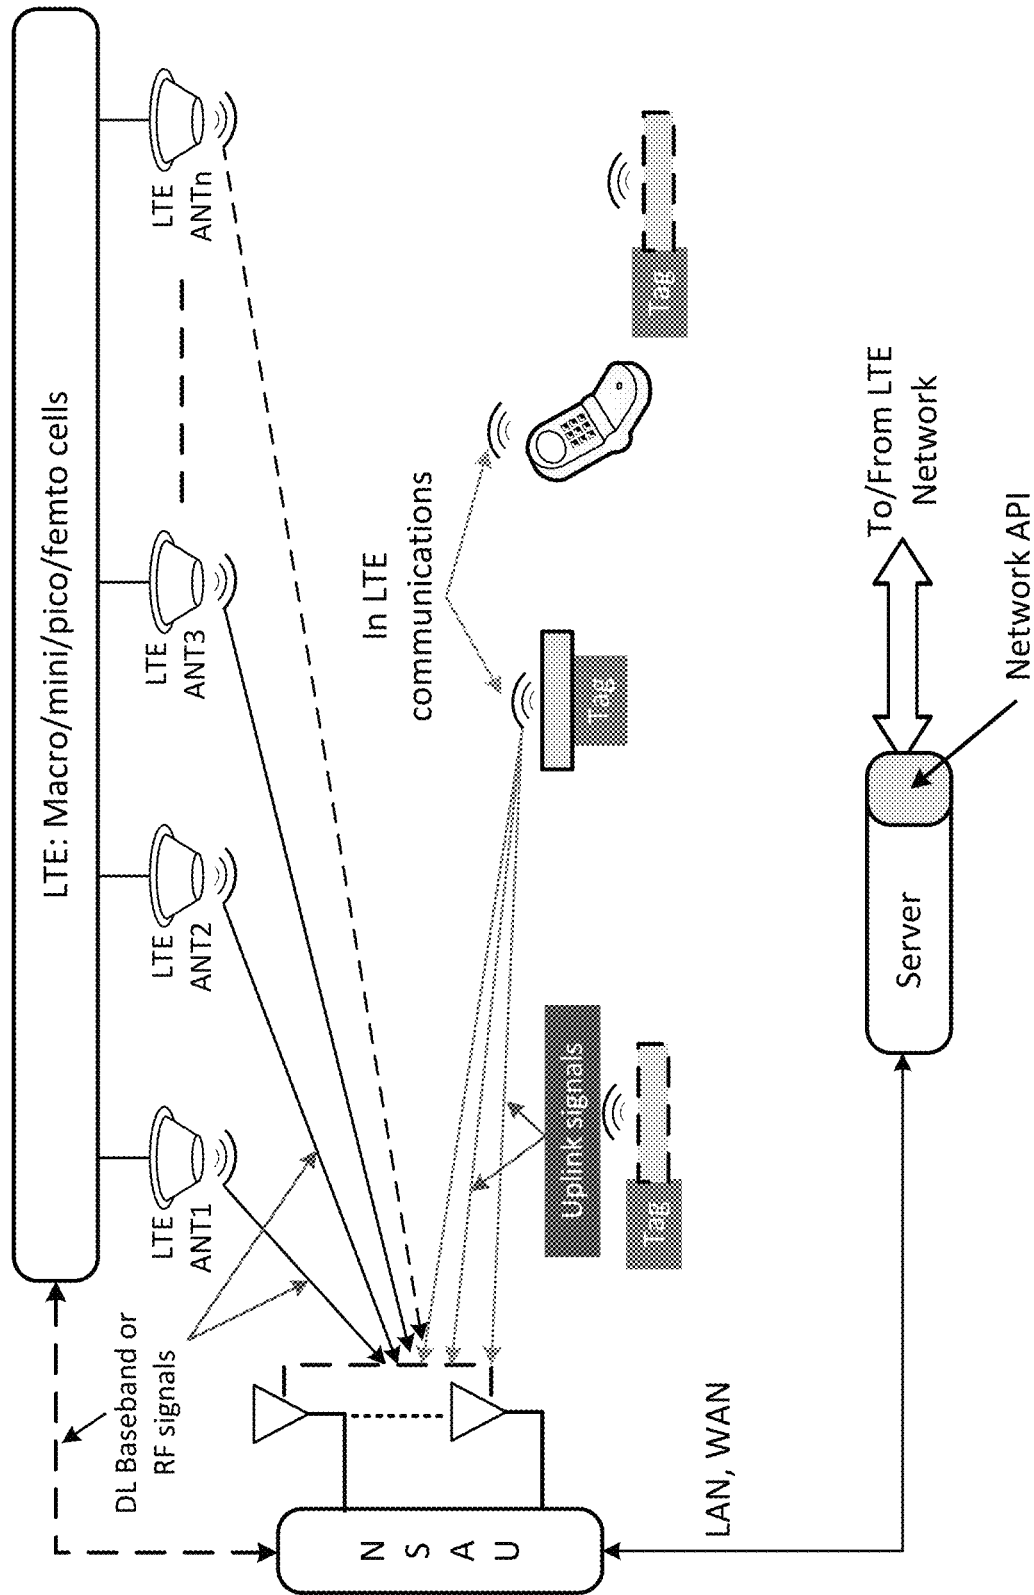 LTE: Macro/mini/pico/femto cells
DL Baseband or
RF signals
LTE
ANT1
LTE
ANT2
LTE
ANT3
LTE
ANTn
N
S
A
U
In LTE
communications
Uplink signals
Tag
Tag
Tag
LAN, WAN
Server
To/From LTE
Network
Network API